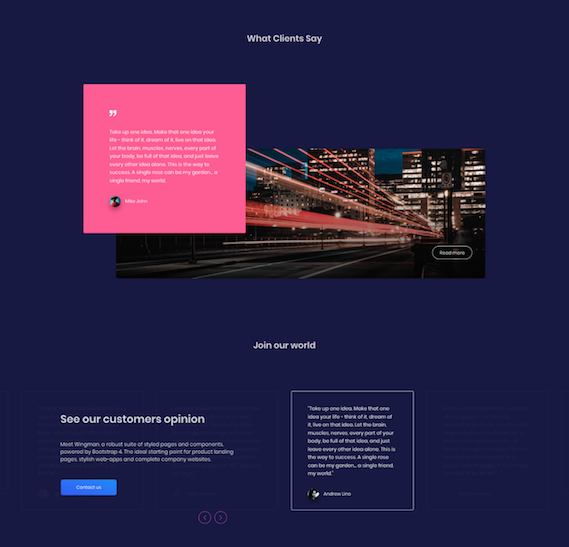 What Clients Say
”
Take up one idea. Make that one idea your
life - think of it, dream of it, live on that idea.
Let the brain, muscles, nerves, every part of
your body, be full of that idea, and just leave
every other idea alone. This is the way to
success. A single rose can be my garden... a
single friend, my world.
Mike John
Read more
Join our world
See our customers opinion
Meet Wingman, a robust suite of styled pages and components,
powered by Bootstrap 4. The ideal starting point for product landing
pages, stylish web-apps and complete company websites.
Contact us
"Take up one idea. Make that one
idea your life - think of it, dream of
it, live on that idea. Let the brain,
muscles, nerves, every part of your
body, be full of that idea, and just
leave every other idea alone. This is
the way to success. A single rose
can be my garden... a single friend,
my world."
Andrew Lino